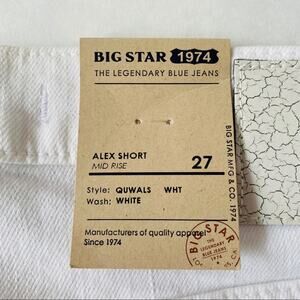 BIG STAR 1974
THE LEGENDARY BLUE JEANS
ALEX SHORT
MID RISE
27
Style: QUWALS WHT
Wash: WHITE
Manufacturers of quality apparel
Since 1974
BIG STAR MFG & CO. 1974
BIG STAR
THE
LEGENDARY
BLUE JEANS
1974
CA.